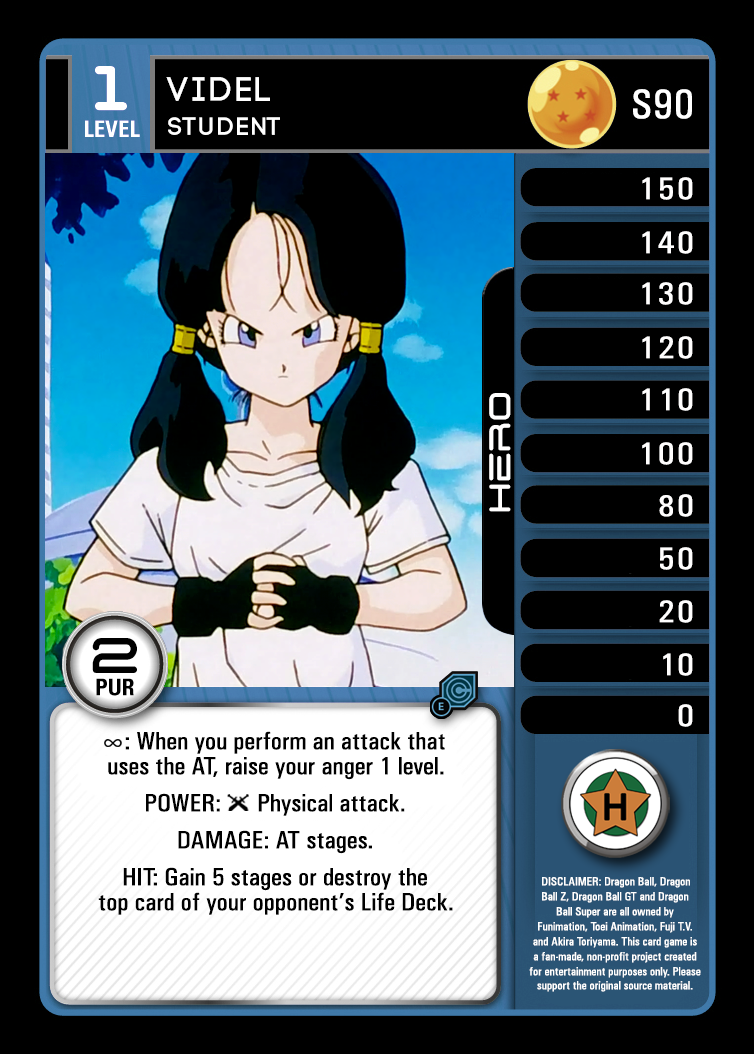 1
LEVEL
VIDEL
STUDENT
S90
150
140
130
120
110
100
80
50
20
10
0
HERO
2
PUR
C
E
∞: When you perform an attack that
uses the AT, raise your anger 1 level.
POWER: Physical attack.
DAMAGE: AT stages.
HIT: Gain 5 stages or destroy the
top card of your opponent's Life Deck.
H
DISCLAIMER: Dragon Ball, Dragon
Ball Z, Dragon Ball GT and Dragon
Ball Super are all owned by
Funimation, Toei Animation, Fuji T.V.
and Akira Toriyama. This card game is
a fan-made, non-profit project created
for entertainment purposes only. Please
support the original source material.